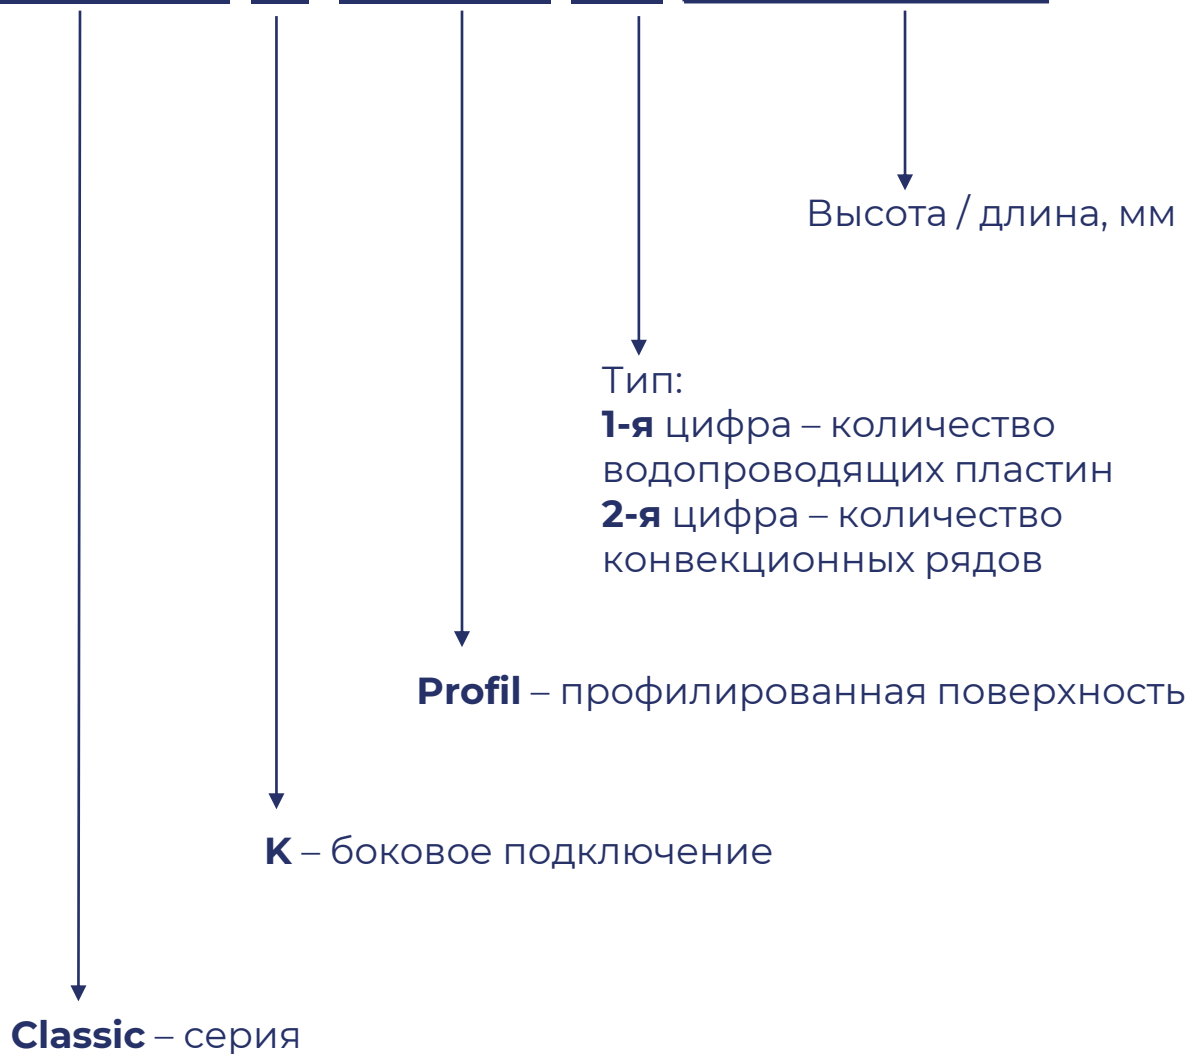 Высота / длина, мм
Тип:
1-я цифра – количество
водопроводящих пластин
2-я цифра – количество
конвекционных рядов
Profil – профилированная поверхность
K – боковое подключение
Classic – серия